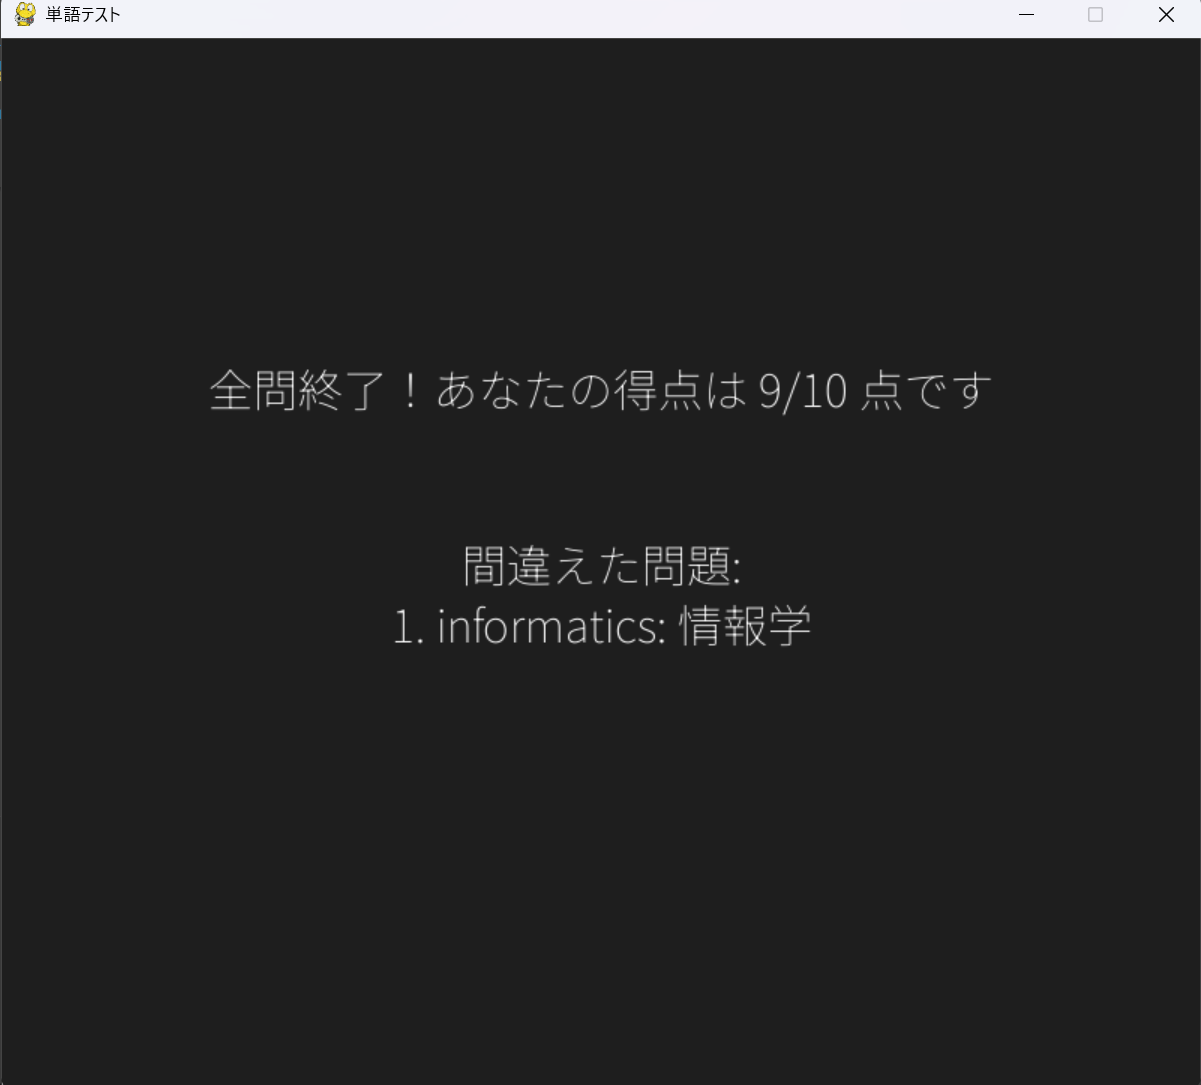 単語テスト
全問終了！あなたの得点は 9/10 点です
間違えた問題:
1. informatics: 情報学